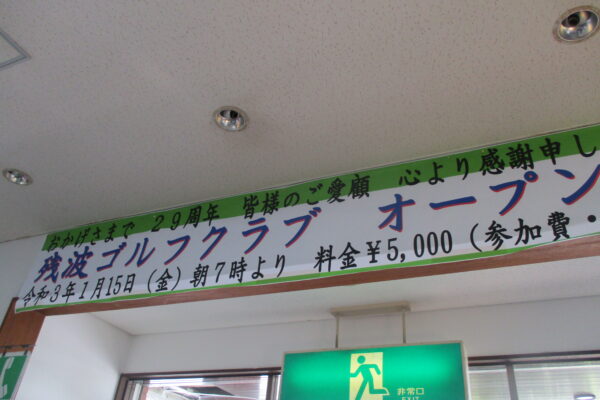 おかげさまで 29周年 皆様のご愛顧 心より感謝申し
残波ゴルフクラブ オープン
令和3年1月15日(金)朝7時より 料金¥5,000(参加費・
非常口
EXIT